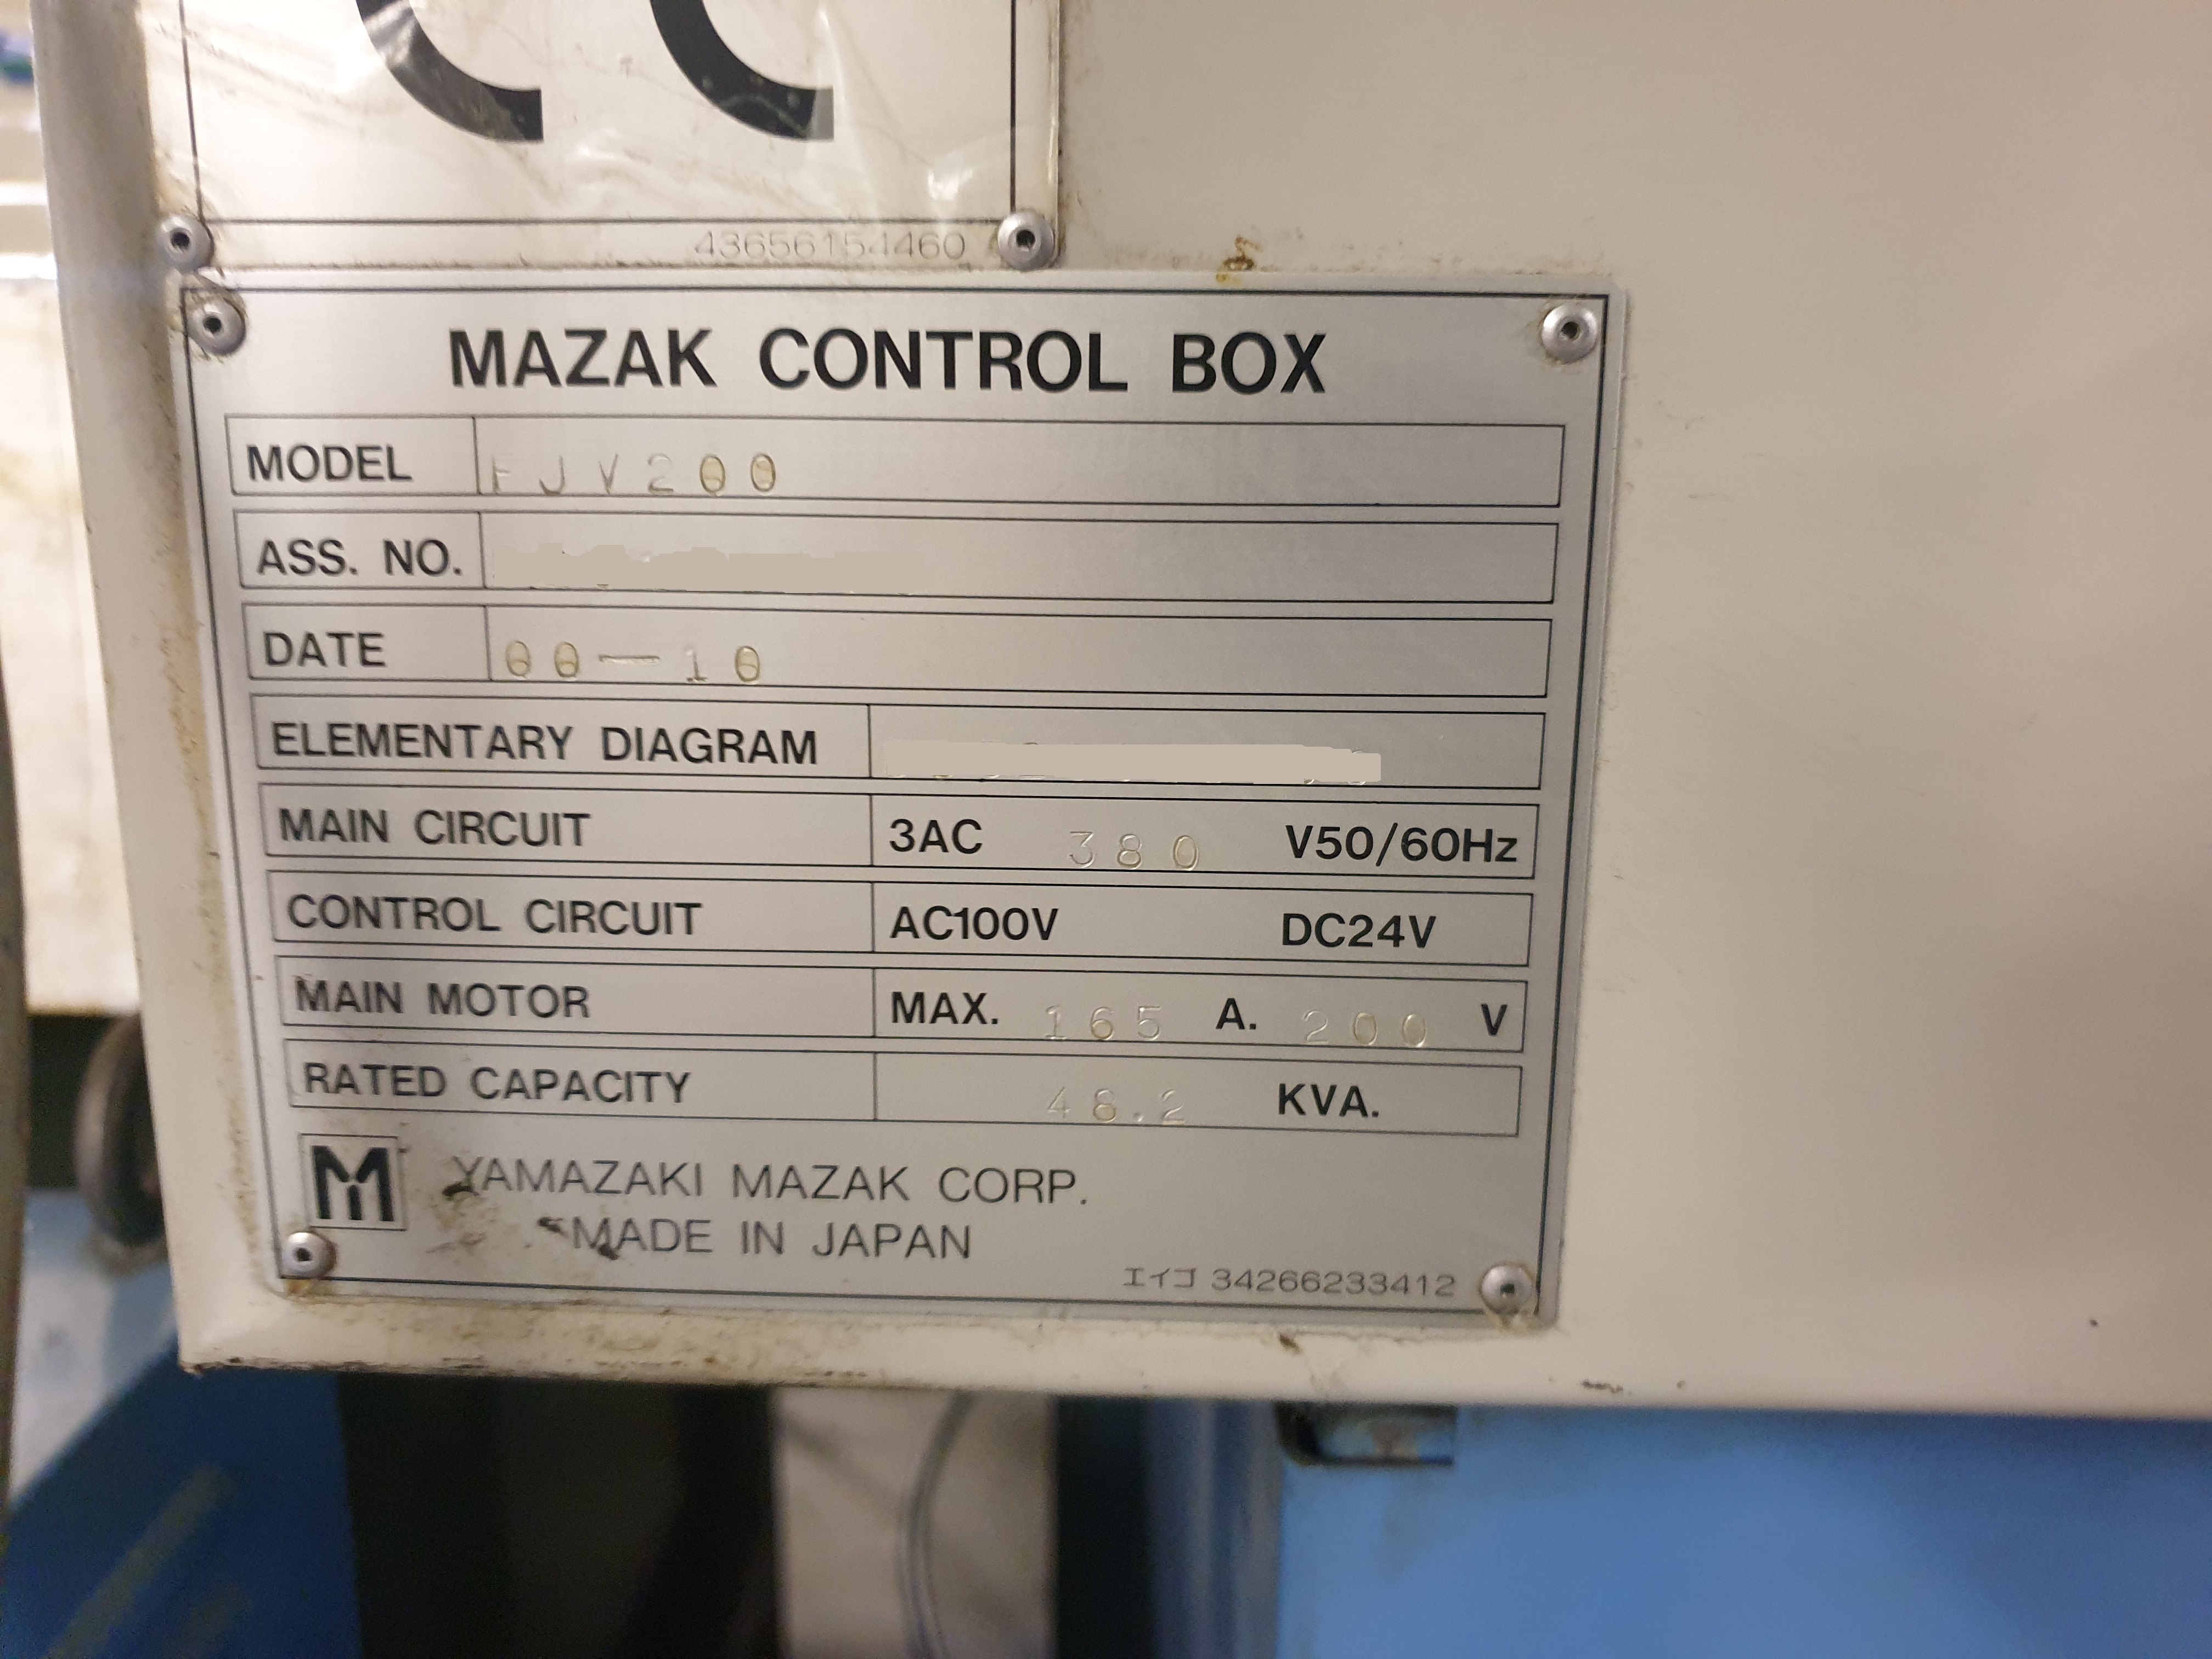 43656154460
MAZAK CONTROL BOX
MODEL FJV200
ASS. NO.
DATE 00-10
ELEMENTARY DIAGRAM
MAIN CIRCUIT 3AC 380 V50/60Hz
CONTROL CIRCUIT AC100V DC24V
MAIN MOTOR MAX. 165 A. 200 V
RATED CAPACITY 48.2 KVA.
YAMAZAKI MAZAK CORP.
MADE IN JAPAN
エイコ 34266233412